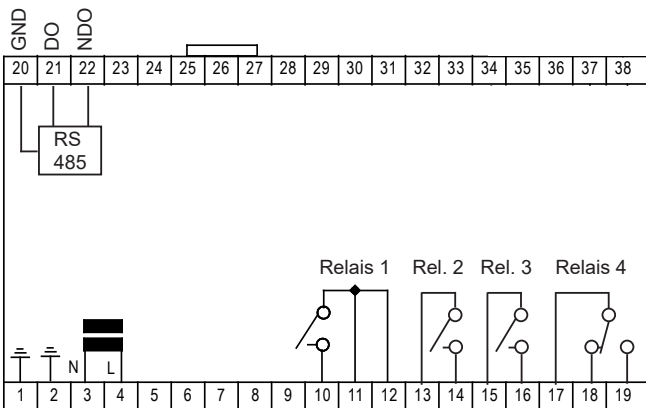 GND DO NDO
20 21 22 23 24 25 26 27 28 29 30 31 32 33 34 35 36 37 38
RS
485
Relais 1 Rel. 2 Rel. 3 Relais 4
N L
1 2 3 4 5 6 7 8 9 10 11 12 13 14 15 16 17 18 19